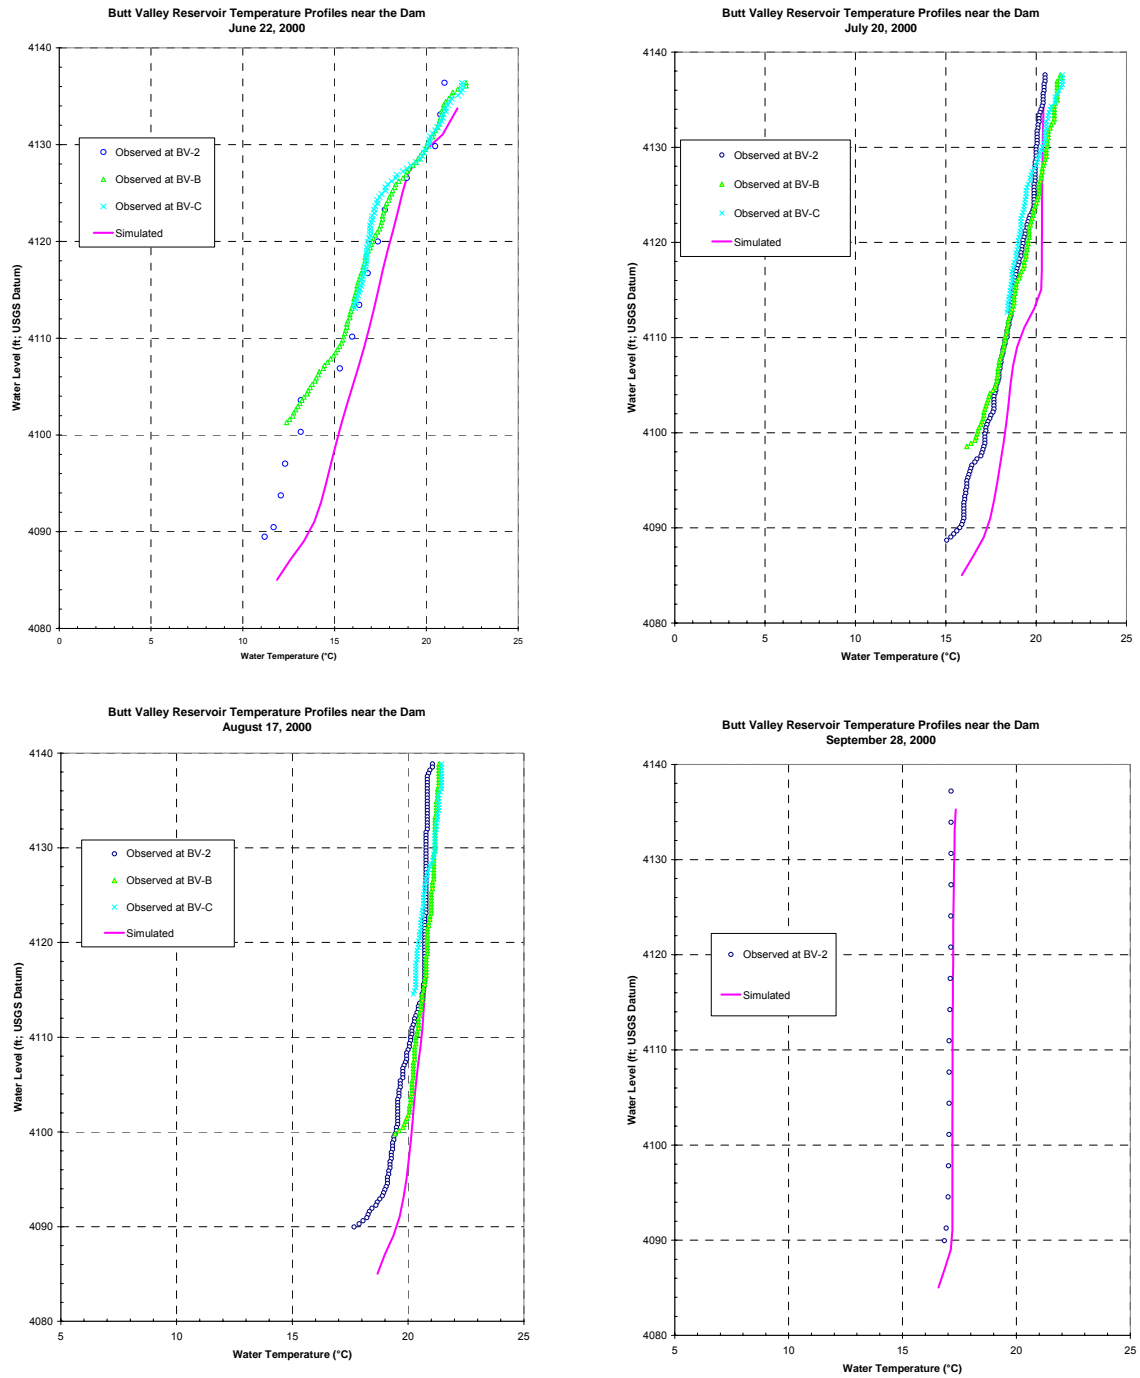 Butt Valley Reservoir Temperature Profiles near the Dam
June 22, 2000
4140
4130
4120
4110
4100
4090
4080
0
5
10
15
20
25
Water Level (ft; USGS Datum)
Water Temperature (°C)
Observed at BV-2
Observed at BV-B
Observed at BV-C
Simulated
Butt Valley Reservoir Temperature Profiles near the Dam
July 20, 2000
4140
4130
4120
4110
4100
4090
4080
0
5
10
15
20
25
Water Level (ft; USGS Datum)
Water Temperature (°C)
Observed at BV-2
Observed at BV-B
Observed at BV-C
Simulated
Butt Valley Reservoir Temperature Profiles near the Dam
August 17, 2000
4140
4130
4120
4110
4100
4090
4080
5
10
15
20
25
Water Level (ft; USGS Datum)
Water Temperature (°C)
Observed at BV-2
Observed at BV-B
Observed at BV-C
Simulated
Butt Valley Reservoir Temperature Profiles near the Dam
September 28, 2000
4140
4130
4120
4110
4100
4090
4080
5
10
15
20
25
Water Level (ft; USGS Datum)
Water Temperature (°C)
Observed at BV-2
Simulated